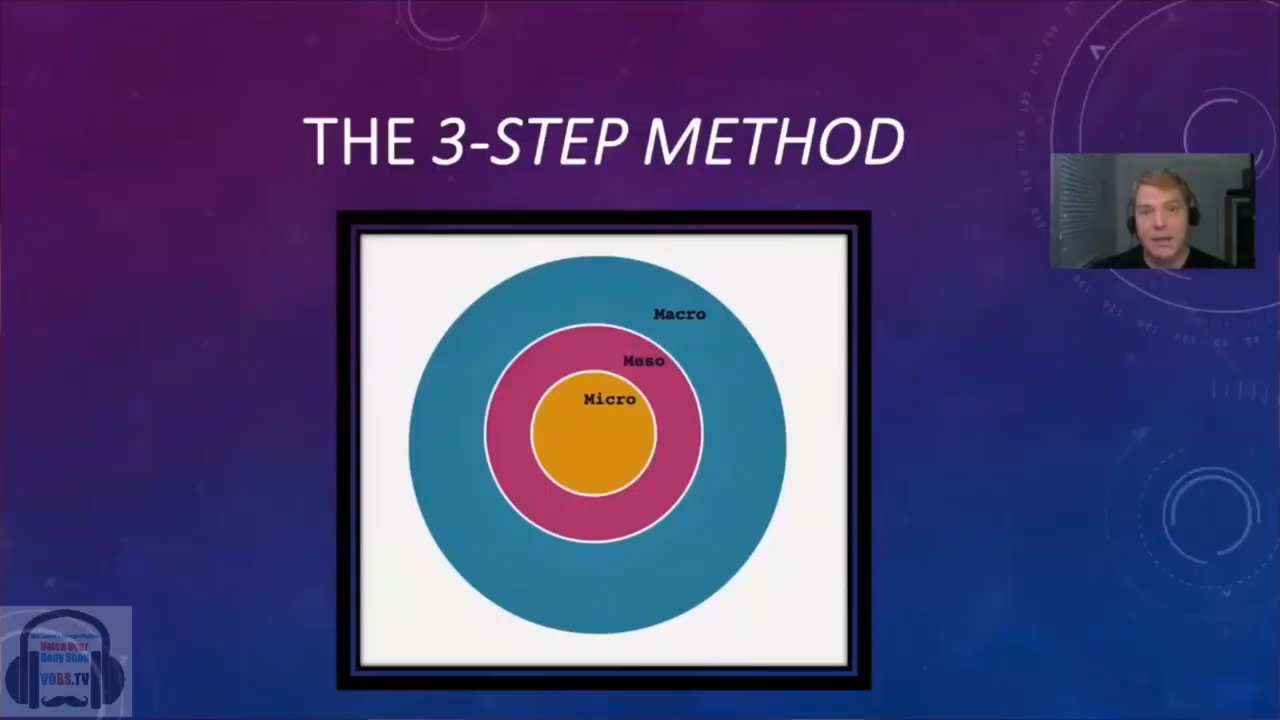 THE 3-STEP METHOD
Macro
Meso
Micro
Voice Over
Body Shop
VOBS.TV